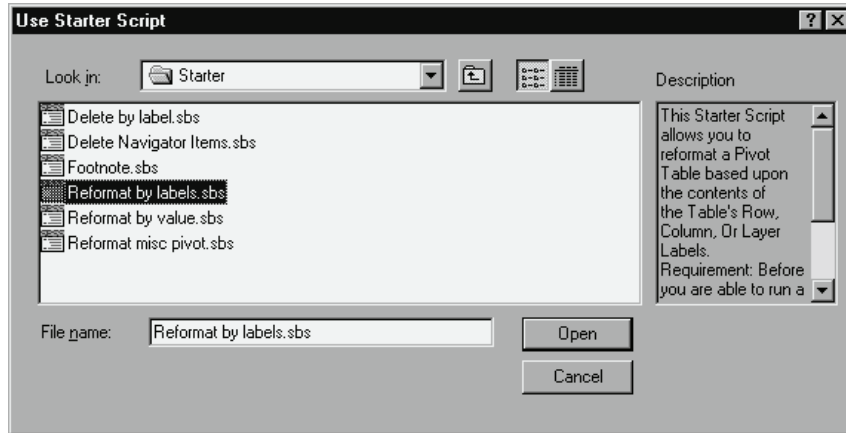 Use Starter Script
Look in:
Starter
Description
Delete by label.sbs
Delete Navigator Items.sbs
Footnote.sbs
Reformat by labels.sbs
Reformat by value.sbs
Reformat misc pivot.sbs
This Starter Script
allows you to
reformat a Pivot
Table based upon
the contents of
the Table's Row,
Column, Or Layer
Labels.
Requirement: Before
you are able to run a
File name:
Reformat by labels.sbs
Open
Cancel